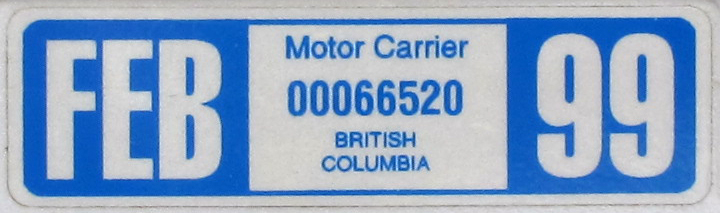 FEB
Motor Carrier
00066520
BRITISH
COLUMBIA
99